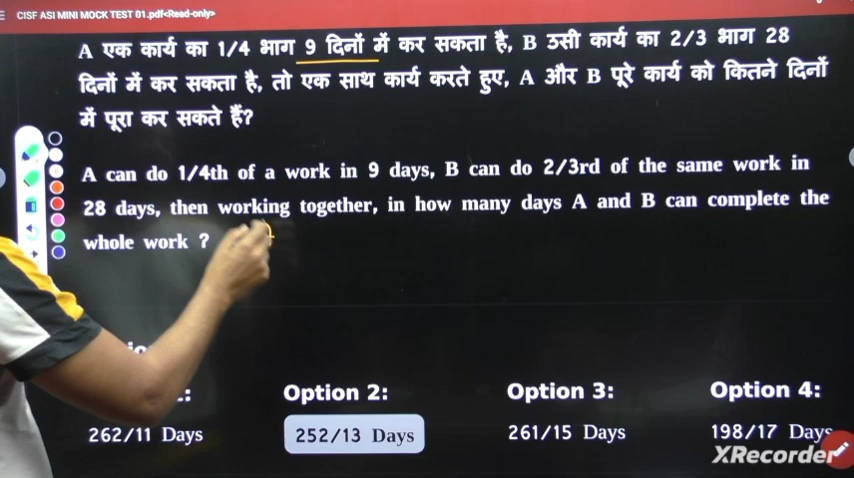 CISF ASI MINI MOCK TEST 01.pdf<Read-only>
A एक कार्य का 1/4 भाग 9 दिनों में कर सकता है, B उसी कार्य का 2/3 भाग 28
दिनों में कर सकता है, तो एक साथ कार्य करते हुए, A और B पूरे कार्य को कितने दिनों
में पूरा कर सकते हैं?
A can do 1/4th of a work in 9 days, B can do 2/3rd of the same work in
28 days, then working together, in how many days A and B can complete the
whole work ?
Option 2: Option 3: Option 4:
262/11 Days 252/13 Days 261/15 Days 198/17 Days
XRecorder